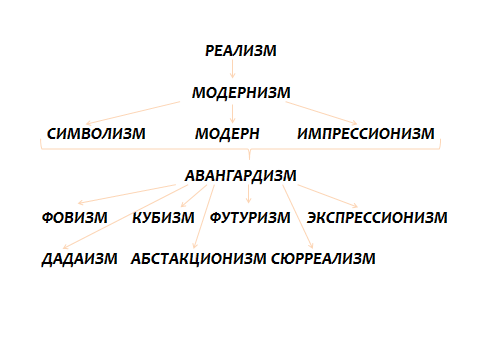 РЕАЛИЗМ
МОДЕРНИЗМ
СИМВОЛИЗМ МОДЕРН ИМПРЕССИОНИЗМ
АВАНГАРДИЗМ
ФОВИЗМ КУБИЗМ ФУТУРИЗМ ЭКСПРЕССИОНИЗМ
ДАДАИЗМ АБСТАКЦИОНИЗМ СЮРРЕАЛИЗМ